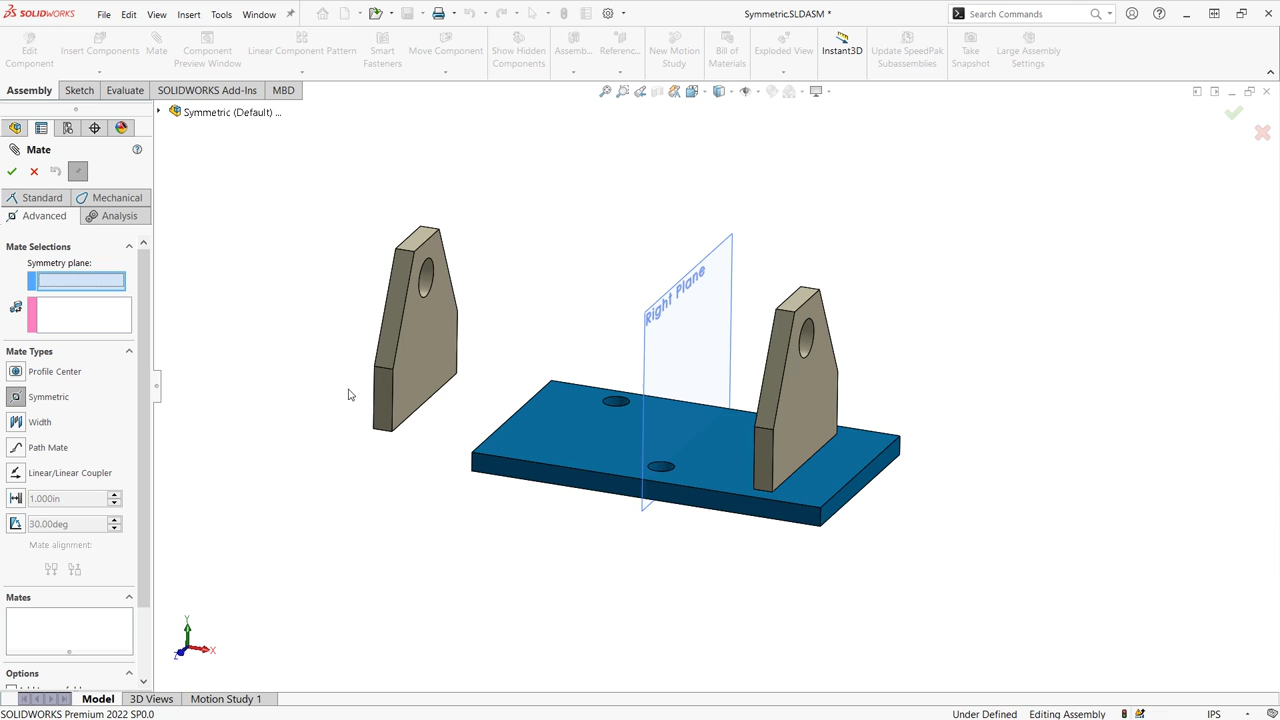 SOLIDWORKS File Edit View Insert Tools Window Symmetric.SLDASM * Search Commands
Edit Component
Insert Components
Mate
Component Preview Window
Linear Component Pattern
Smart Fasteners
Move Component
Show Hidden Components
Assemb...
Referenc...
New Motion Study
Bill of Materials
Exploded View
Instant3D
Update SpeedPak Subassemblies
Take Snapshot
Large Assembly Settings
Assembly Sketch Evaluate SOLIDWORKS Add-Ins MBD
Symmetric (Default) ...
Mate
Standard Mechanical
Advanced Analysis
Mate Selections
Symmetry plane:
Mate Types
Profile Center
Symmetric
Width
Path Mate
Linear/Linear Coupler
1.000in
30.00deg
Mate alignment:
Mates
Options
Right Plane
Y
X
Z
Model 3D Views Motion Study 1
SOLIDWORKS Premium 2022 SP0.0 Under Defined Editing Assembly IPS